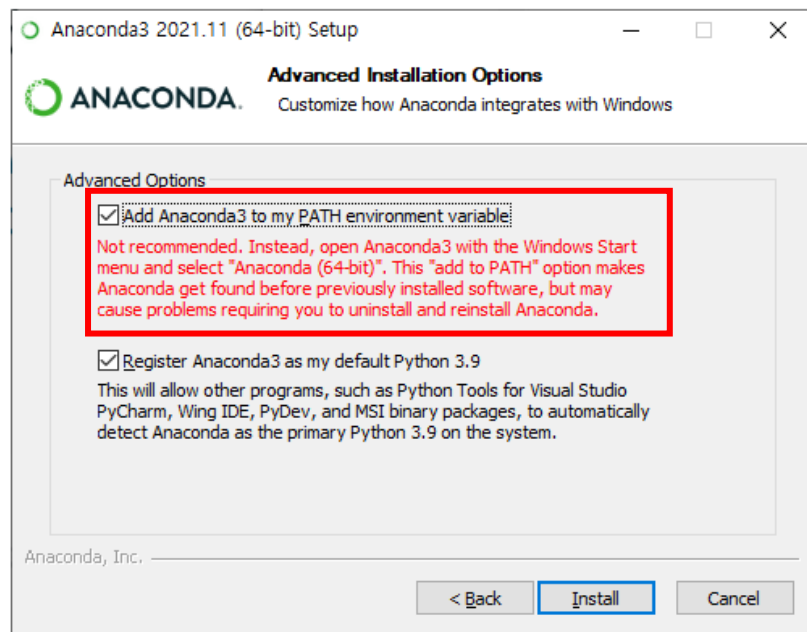 Anaconda3 2021.11 (64-bit) Setup
ANACONDA.
Advanced Installation Options
Customize how Anaconda integrates with Windows
Advanced Options
Add Anaconda3 to my PATH environment variable
Not recommended. Instead, open Anaconda3 with the Windows Start
menu and select "Anaconda (64-bit)". This "add to PATH" option makes
Anaconda get found before previously installed software, but may
cause problems requiring you to uninstall and reinstall Anaconda.
Register Anaconda3 as my default Python 3.9
This will allow other programs, such as Python Tools for Visual Studio
PyCharm, Wing IDE, PyDev, and MSI binary packages, to automatically
detect Anaconda as the primary Python 3.9 on the system.
Anaconda, Inc.
< Back
Install
Cancel